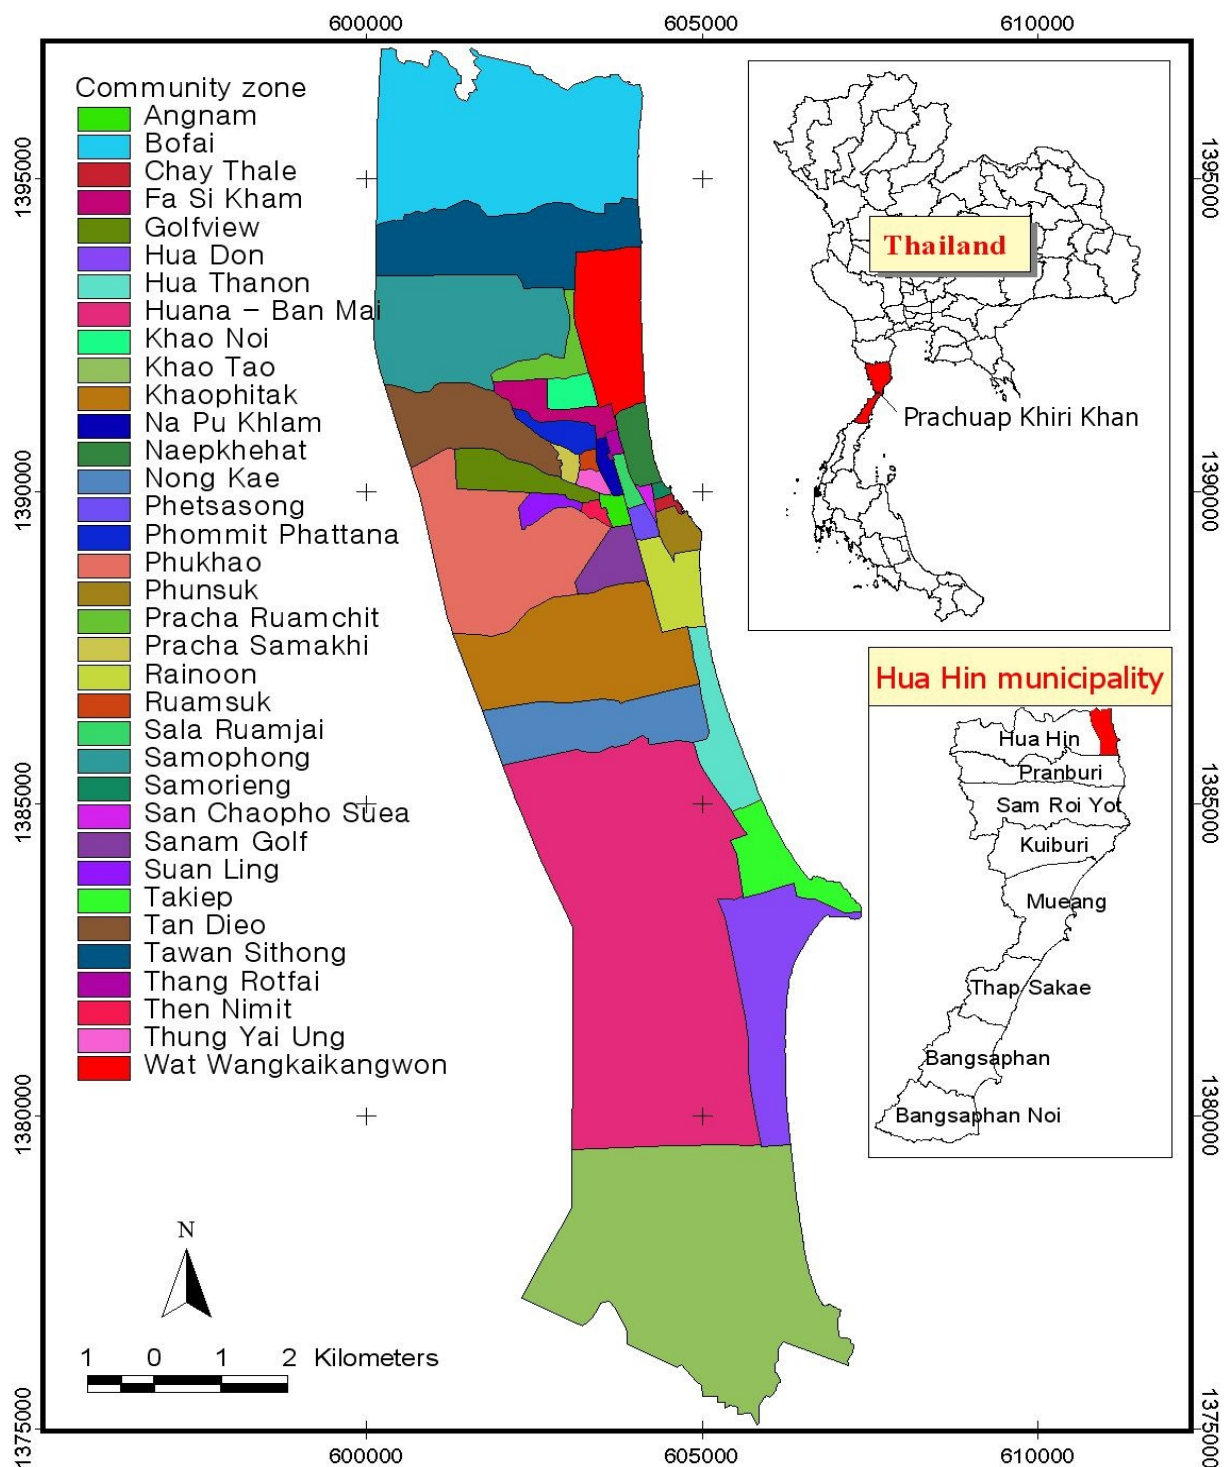 600000 605000 610000
Community zone
Angnam
Bofai
Chay Thale
Fa Si Kham
Golfview
Hua Don
Hua Thanon
Huana – Ban Mai
Khao Noi
Khao Tao
Khaophitak
Na Pu Khlam
Naepkhehat
Nong Kae
Phetsasong
Phommit Phattana
Phukhao
Phunsuk
Pracha Ruamchit
Pracha Samakhi
Rainoon
Ruamsuk
Sala Ruamjai
Samophong
Samorieng
San Chaopho Suea
Sanam Golf
Suan Ling
Takiep
Tan Dieo
Tawan Sithong
Thang Rotfai
Then Nimit
Thung Yai Ung
Wat Wangkaikangwon
1395000
1390000
1385000
1380000
1375000
Thailand
Prachuap Khiri Khan
Hua Hin municipality
Hua Hin
Pranburi
Sam Roi Yot
Kuiburi
Mueang
Thap Sakae
Bangsaphan
Bangsaphan Noi
1395000
1390000
1385000
1380000
1375000
N
1 0 1 2 Kilometers
600000 605000 610000